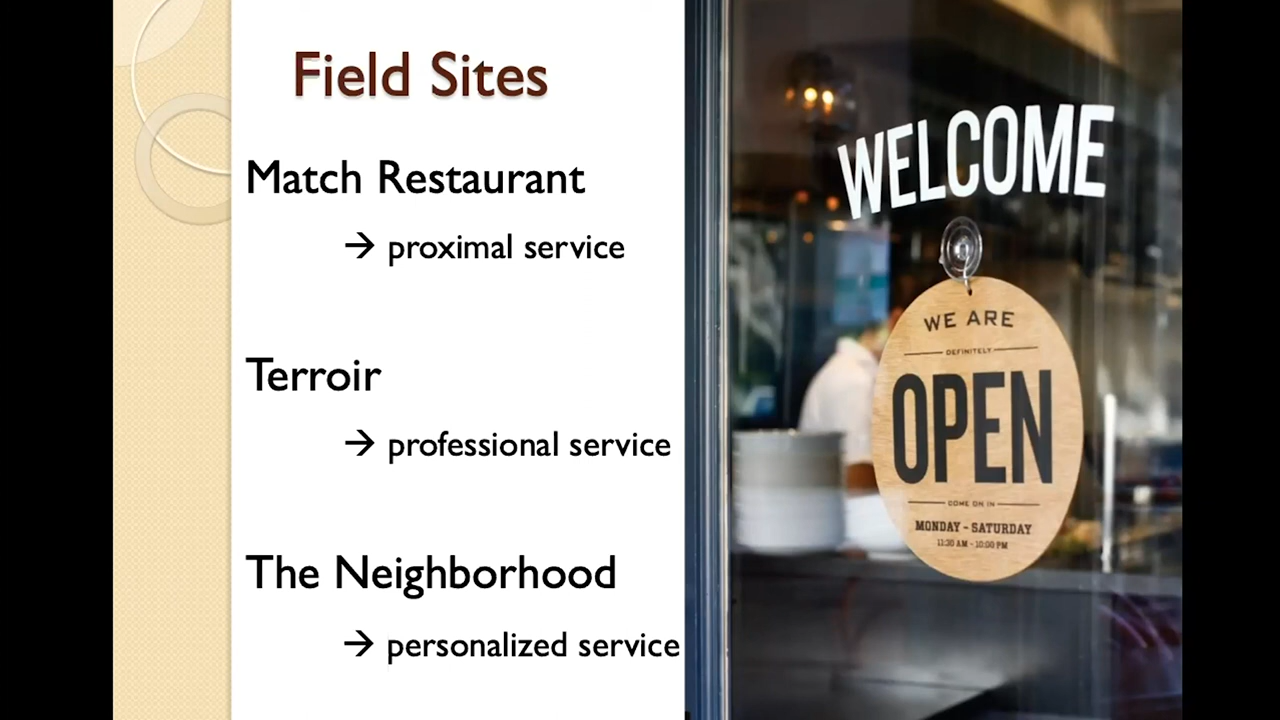 Field Sites
Match Restaurant
→ proximal service
Terroir
→ professional service
The Neighborhood
→ personalized service
WELCOME
WE ARE
DEFINITELY
OPEN
COME ON IN
MONDAY – SATURDAY
11:30 AM - 10:00 PM